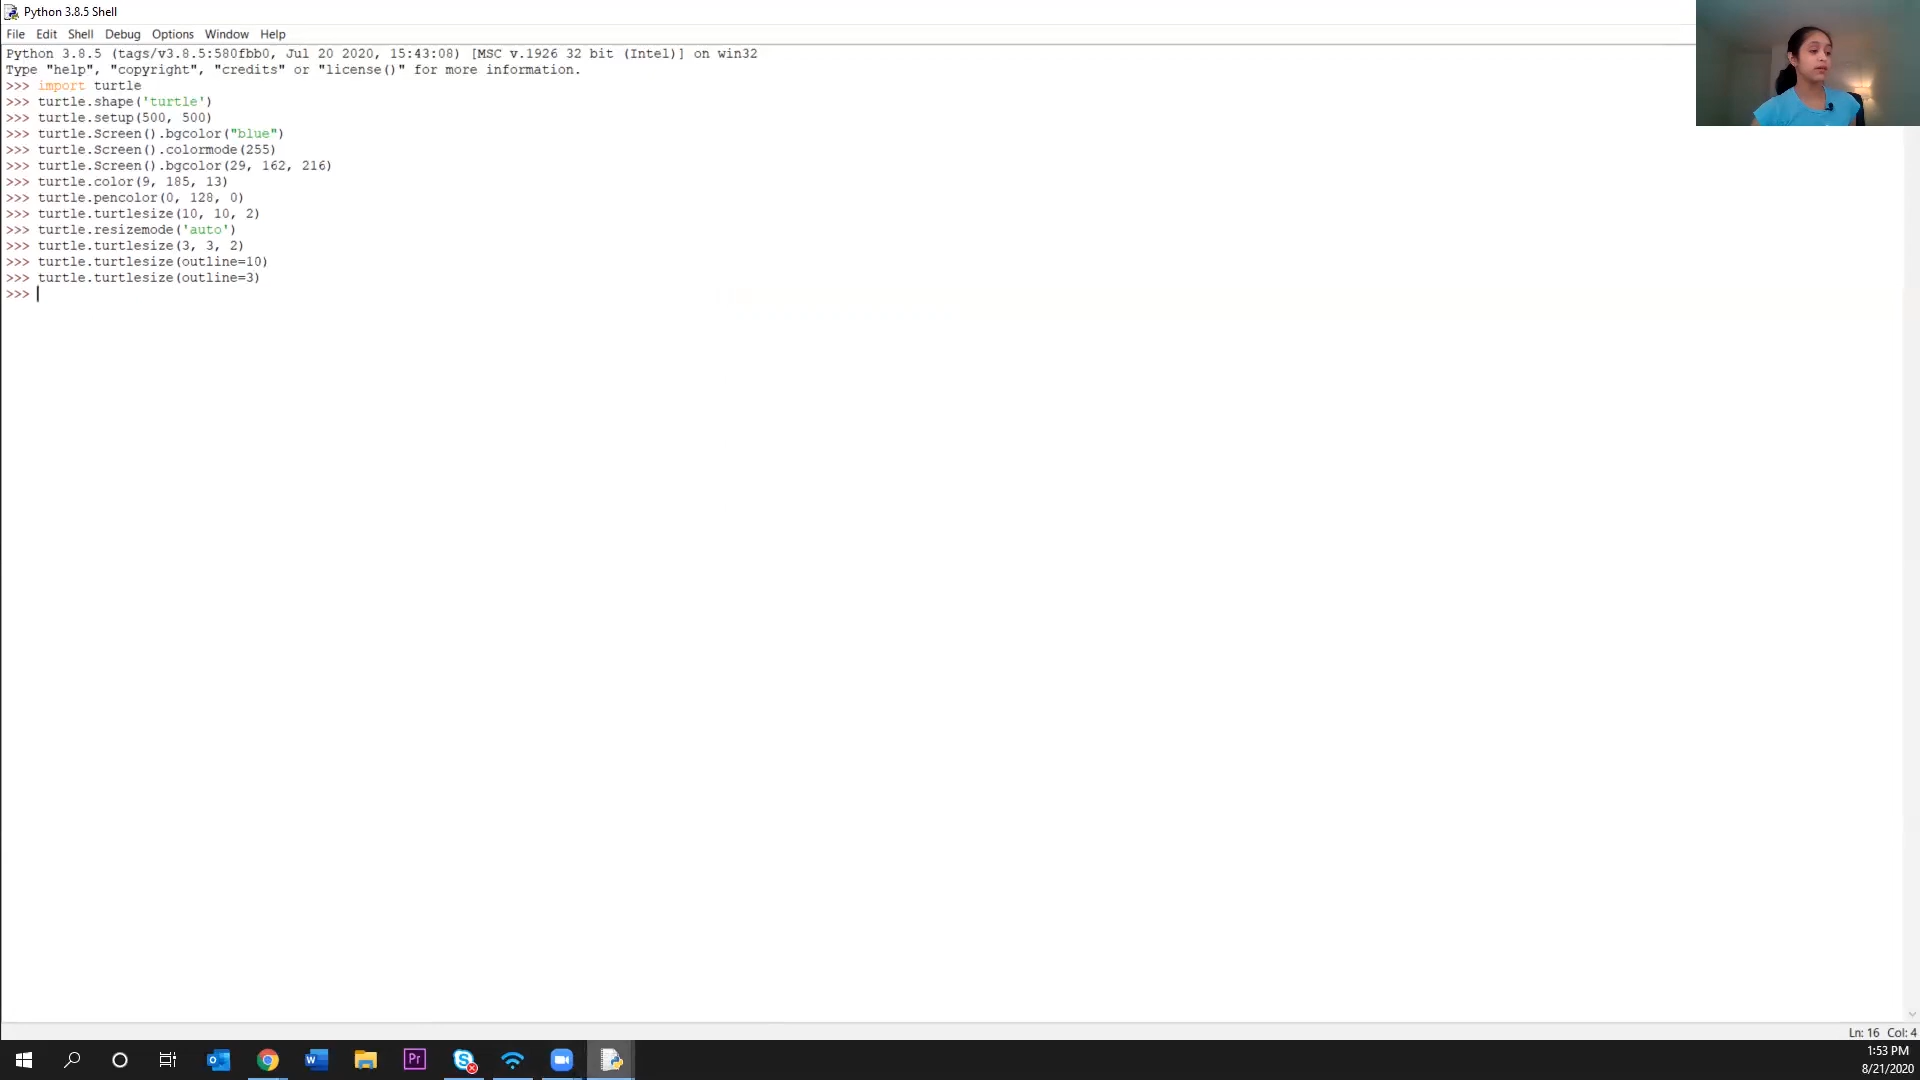 Python 3.8.5 Shell
File Edit Shell Debug Options Window Help
Python 3.8.5 (tags/v3.8.5:580fbb0, Jul 20 2020, 15:43:08) [MSC v.1926 32 bit (Intel)] on win32
Type "help", "copyright", "credits" or "license()" for more information.
>>> import turtle
>>> turtle.shape('turtle')
>>> turtle.setup(500, 500)
>>> turtle.Screen().bgcolor("blue")
>>> turtle.Screen().colormode(255)
>>> turtle.Screen().bgcolor(29, 162, 216)
>>> turtle.color(9, 185, 13)
>>> turtle.pencolor(0, 128, 0)
>>> turtle.turtlesize(10, 10, 2)
>>> turtle.resizemode('auto')
>>> turtle.turtlesize(3, 3, 2)
>>> turtle.turtlesize(outline=10)
>>> turtle.turtlesize(outline=3)
>>>
Ln: 16 Col: 4
Pr
1:53 PM
8/21/2020